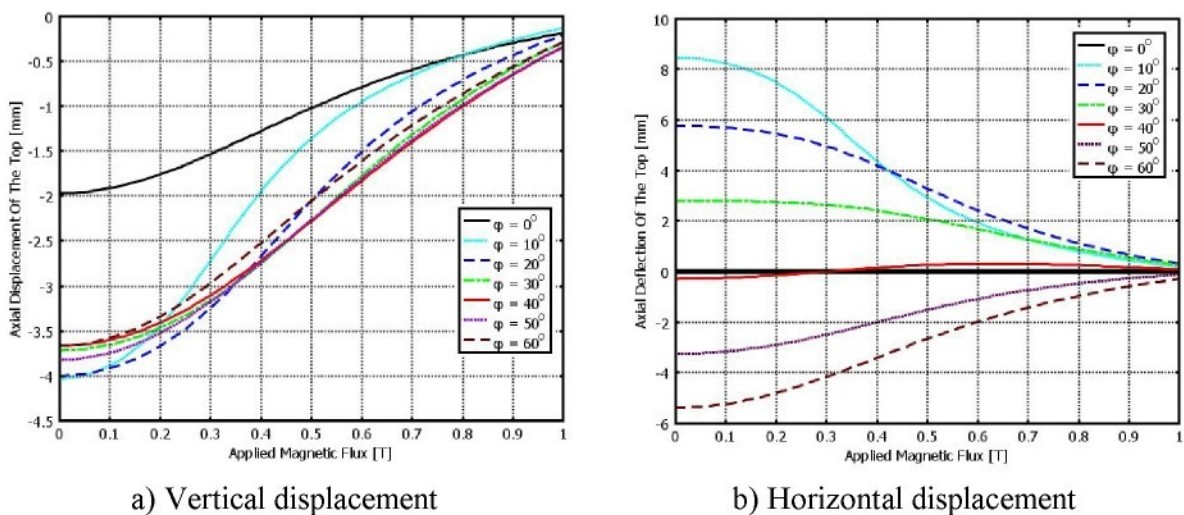 0
-0.5
-1
-1.5
-2
-2.5
-3
-3.5
-4
-4.5
Axial Displacement Of The Top [mm]
φ = 0°
φ = 10°
φ = 20°
φ = 30°
φ = 40°
φ = 50°
φ = 60°
0 0.1 0.2 0.3 0.4 0.5 0.6 0.7 0.8 0.9 1
Applied Magnetic Flux [T]
a) Vertical displacement
10
8
6
4
2
0
-2
-4
-6
Axial Deflection Of The Top [mm]
φ = 0°
φ = 10°
φ = 20°
φ = 30°
φ = 40°
φ = 50°
φ = 60°
0 0.1 0.2 0.3 0.4 0.5 0.6 0.7 0.8 0.9 1
Applied Magnetic Flux [T]
b) Horizontal displacement